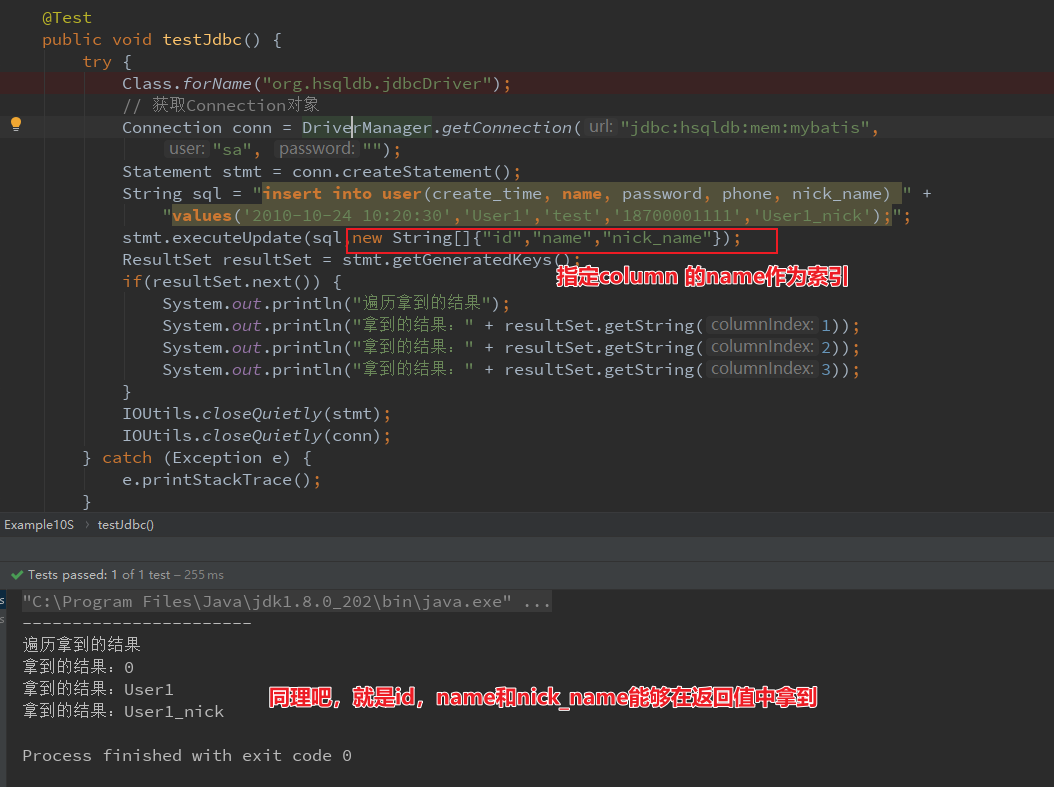 @Test
public void testJdbc() {
try {
Class.forName("org.hsqldb.jdbcDriver");
// 获取Connection对象
Connection conn = DriverManager.getConnection( url: "jdbc:hsqldb:mem:mybatis",
user: "sa", password: "");
Statement stmt = conn.createStatement();
String sql = "insert into user(create_time, name, password, phone, nick_name) " +
"values('2010-10-24 10:20:30','User1','test','18700001111','User1_nick');";
stmt.executeUpdate(sql,new String[]{"id","name","nick_name"});
ResultSet resultSet = stmt.getGeneratedKeys();
指定column 的name作为索引
if(resultSet.next()) {
System.out.println("遍历拿到的结果");
System.out.println("拿到的结果：" + resultSet.getString( columnIndex: 1));
System.out.println("拿到的结果：" + resultSet.getString( columnIndex: 2));
System.out.println("拿到的结果：" + resultSet.getString( columnIndex: 3));
}
IOUtils.closeQuietly(stmt);
IOUtils.closeQuietly(conn);
} catch (Exception e) {
e.printStackTrace();
}
Example10S › testJdbc()
Tests passed: 1 of 1 test – 255 ms
"C:\Program Files\Java\jdk1.8.0_202\bin\java.exe" ...
-----------------------
遍历拿到的结果
拿到的结果：0
拿到的结果：User1
同理吧，就是id，name和nick_name能够在返回值中拿到
拿到的结果：User1_nick
Process finished with exit code 0